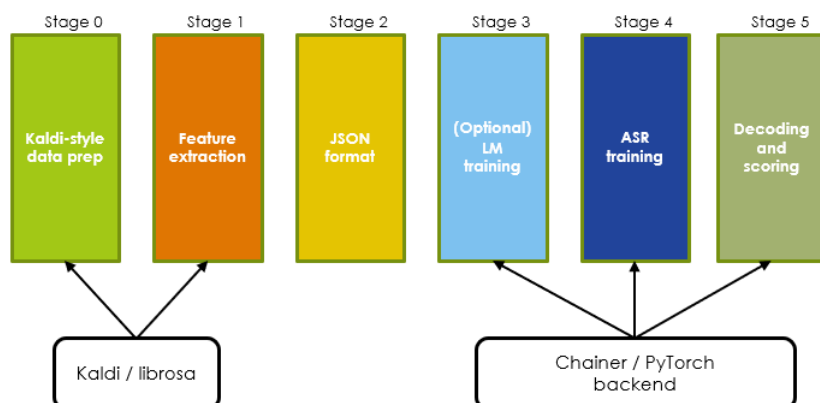 Stage 0
Stage 1
Stage 2
Stage 3
Stage 4
Stage 5
Kaldi-style
data prep
Feature
extraction
JSON
format
(Optional)
LM
training
ASR
training
Decoding
and
scoring
Kaldi / librosa
Chainer / PyTorch
backend